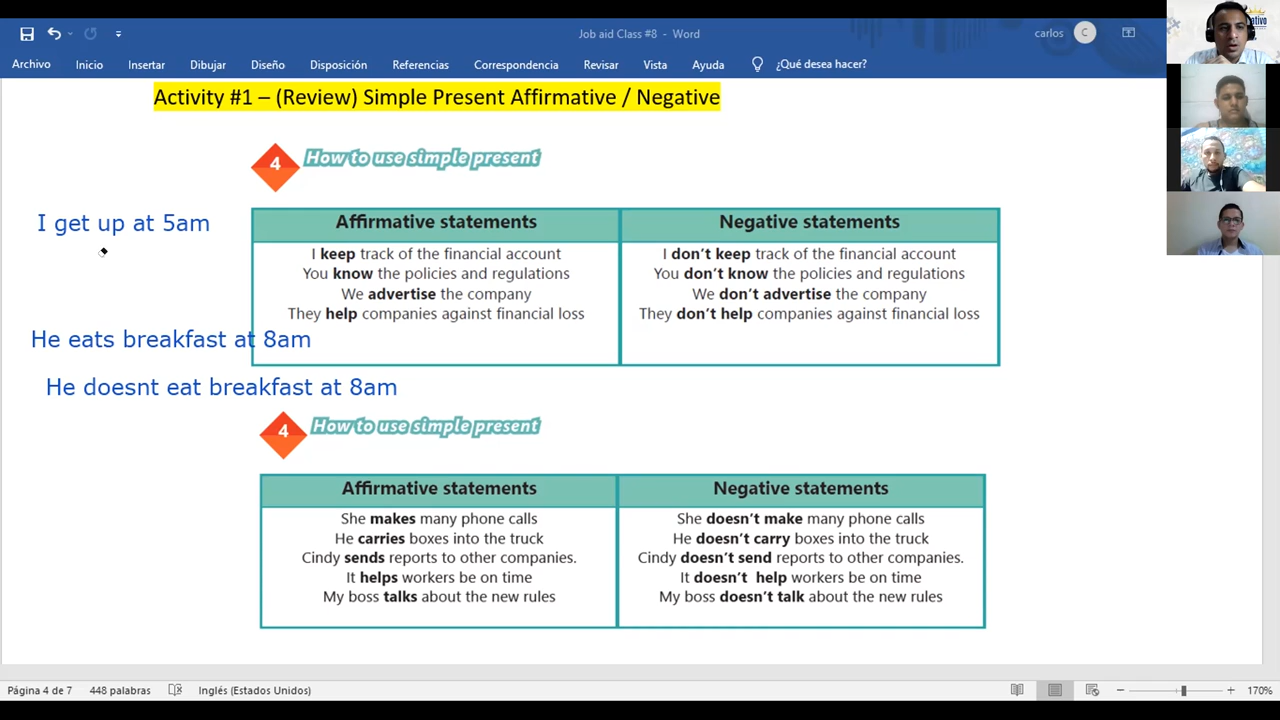 Job aid Class #8 - Word
carlos
C
Archivo Inicio Insertar Dibujar Diseño Disposición Referencias Correspondencia Revisar Vista Ayuda ¿Qué desea hacer?
Activity #1 – (Review) Simple Present Affirmative / Negative
4
How to use simple present
I get up at 5am
Affirmative statements
I keep track of the financial account
You know the policies and regulations
We advertise the company
They help companies against financial loss
Negative statements
I don't keep track of the financial account
You don't know the policies and regulations
We don't advertise the company
They don't help companies against financial loss
He eats breakfast at 8am
He doesnt eat breakfast at 8am
4
How to use simple present
Affirmative statements
She makes many phone calls
He carries boxes into the truck
Cindy sends reports to other companies.
It helps workers be on time
My boss talks about the new rules
Negative statements
She doesn't make many phone calls
He doesn't carry boxes into the truck
Cindy doesn't send reports to other companies.
It doesn't help workers be on time
My boss doesn't talk about the new rules
Página 4 de 7 448 palabras Inglés (Estados Unidos) 170%